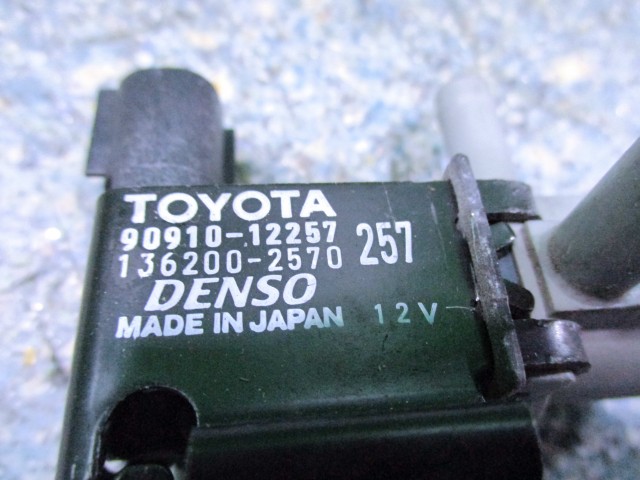 TOYOTA
90910-12257
136200-2570 257
DENSO
MADE IN JAPAN 12V